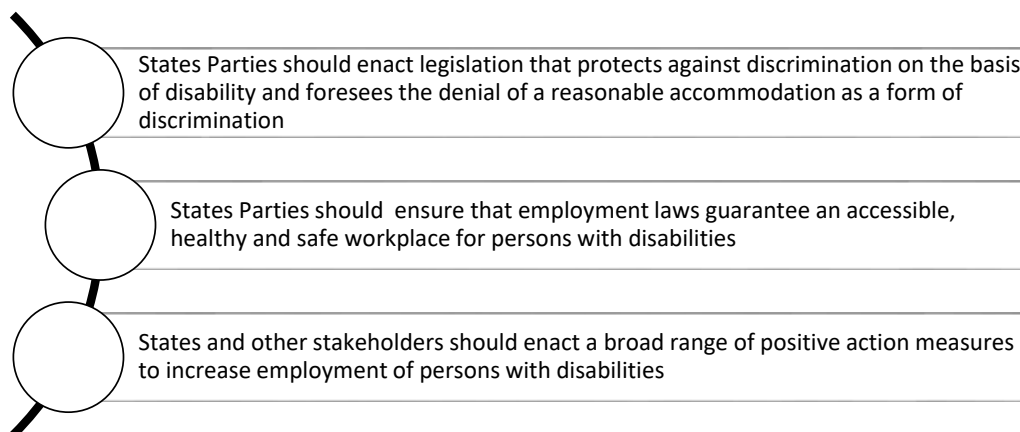 States Parties should enact legislation that protects against discrimination on the basis
of disability and foresees the denial of a reasonable accommodation as a form of
discrimination
States Parties should  ensure that employment laws guarantee an accessible,
healthy and safe workplace for persons with disabilities
States and other stakeholders should enact a broad range of positive action measures
to increase employment of persons with disabilities